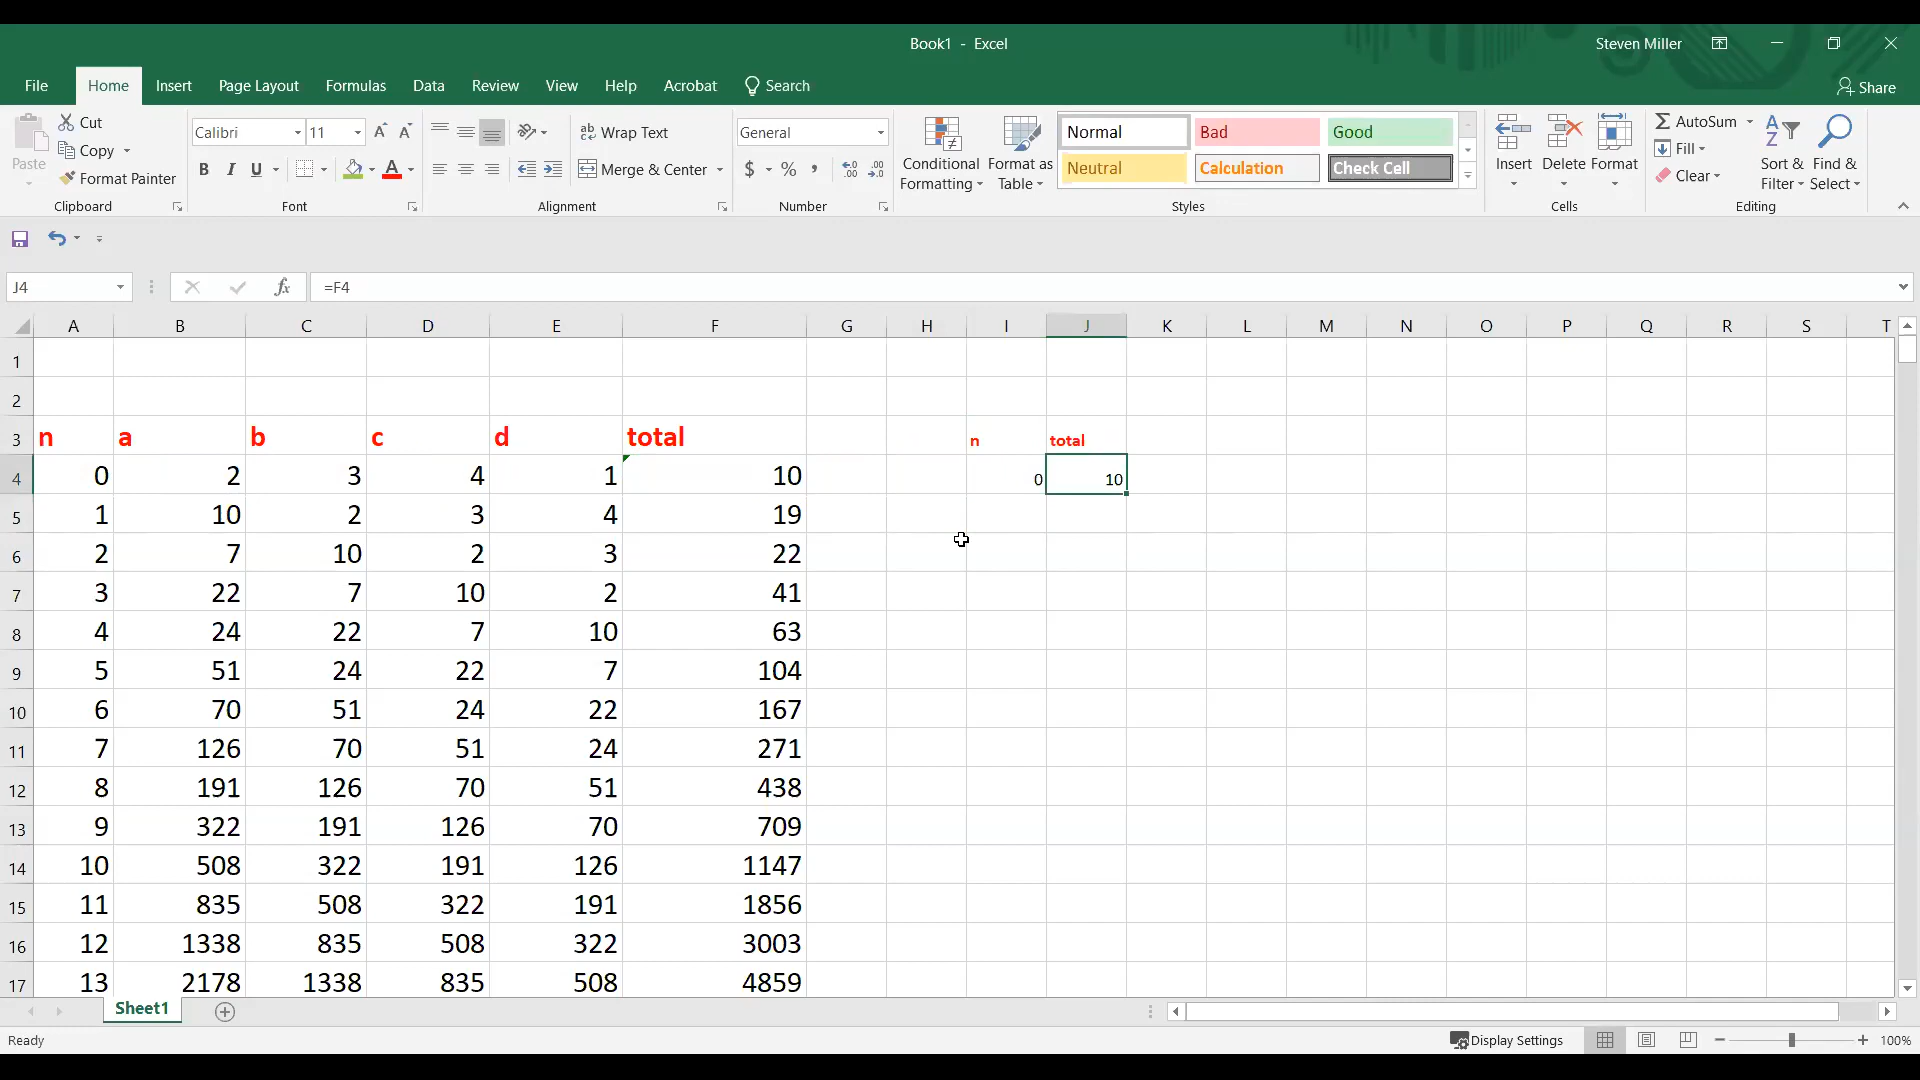 Book1 - Excel
Steven Miller
File Home Insert Page Layout Formulas Data Review View Help Acrobat Search
Share
Paste
Cut
Copy
Format Painter
Clipboard
Calibri 11
B I U
Font
Wrap Text
Merge & Center
Alignment
General
$ % ,
Number
Conditional Formatting
Format as Table
Normal Bad Good
Neutral Calculation Check Cell
Styles
Insert Delete Format
Cells
AutoSum
Fill
Clear
Sort & Filter
Find & Select
Editing
J4 fx =F4
A B C D E F G H I J K L M N O P Q R S T
1
2
3 n a b c d total n total
4 0 2 3 4 1 10 0 10
5 1 10 2 3 4 19
6 2 7 10 2 3 22
7 3 22 7 10 2 41
8 4 24 22 7 10 63
9 5 51 24 22 7 104
10 6 70 51 24 22 167
11 7 126 70 51 24 271
12 8 191 126 70 51 438
13 9 322 191 126 70 709
14 10 508 322 191 126 1147
15 11 835 508 322 191 1856
16 12 1338 835 508 322 3003
17 13 2178 1338 835 508 4859
Sheet1
Ready
Display Settings
100%